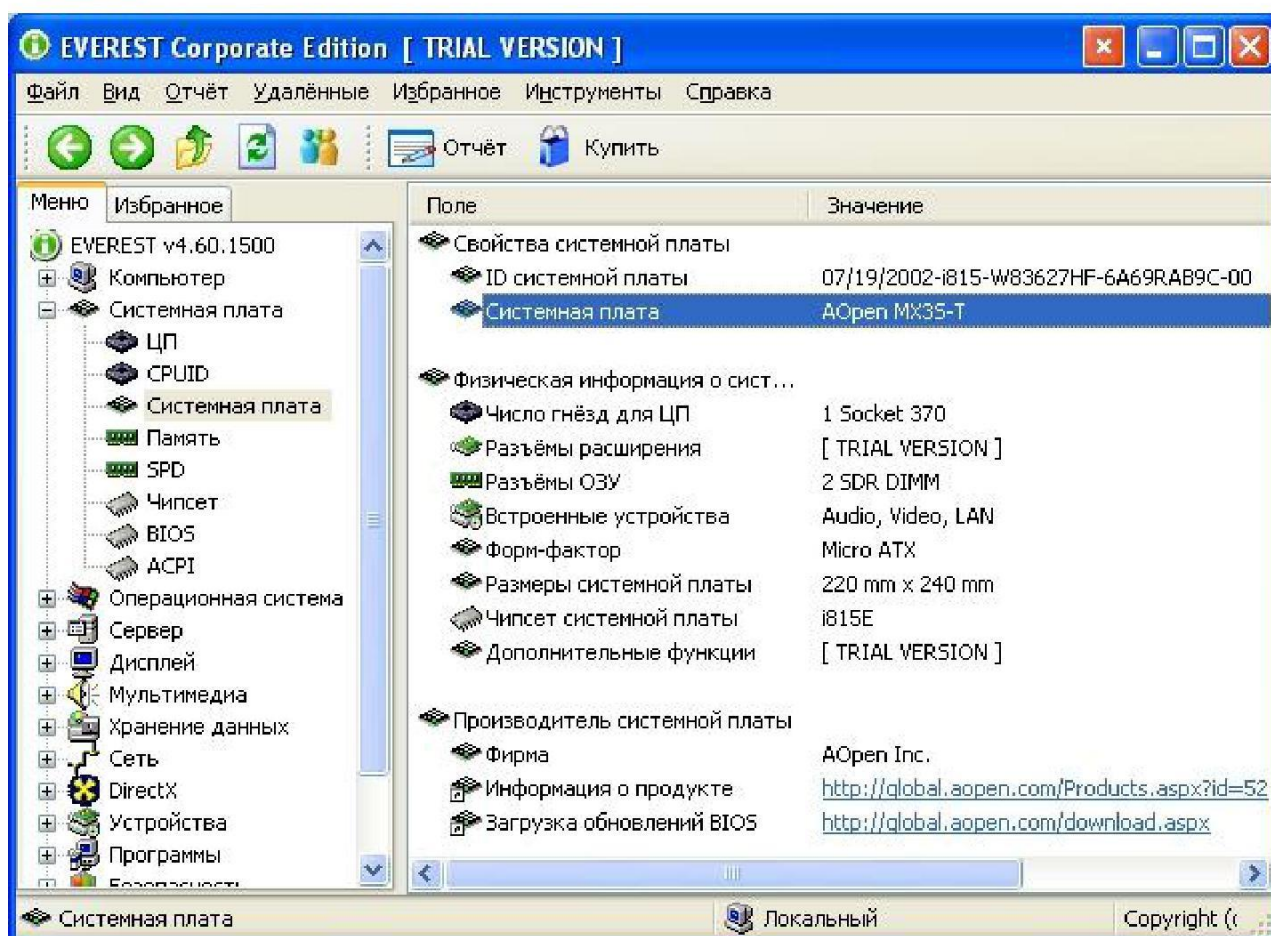 EVEREST Corporate Edition [ TRIAL VERSION ]
Файл Вид Отчёт Удалённые Избранное Инструменты Справка
Отчёт Купить
Меню Избранное
EVEREST v4.60.1500
Компьютер
Системная плата
ЦП
CPUID
Системная плата
Память
SPD
Чипсет
BIOS
ACPI
Операционная система
Сервер
Дисплей
Мультимедиа
Хранение данных
Сеть
DirectX
Устройства
Программы
Безопасность
Поле Значение
Свойства системной платы
ID системной платы 07/19/2002-i815-W83627HF-6A69RAB9C-00
Системная плата AOpen MX3S-T
Физическая информация о сист...
Число гнёзд для ЦП 1 Socket 370
Разъёмы расширения [ TRIAL VERSION ]
Разъёмы ОЗУ 2 SDR DIMM
Встроенные устройства Audio, Video, LAN
Форм-фактор Micro ATX
Размеры системной платы 220 mm x 240 mm
Чипсет системной платы i815E
Дополнительные функции [ TRIAL VERSION ]
Производитель системной платы
Фирма AOpen Inc.
Информация о продукте http://global.aopen.com/Products.aspx?id=52
Загрузка обновлений BIOS http://global.aopen.com/download.aspx
Системная плата Локальный Copyright (c